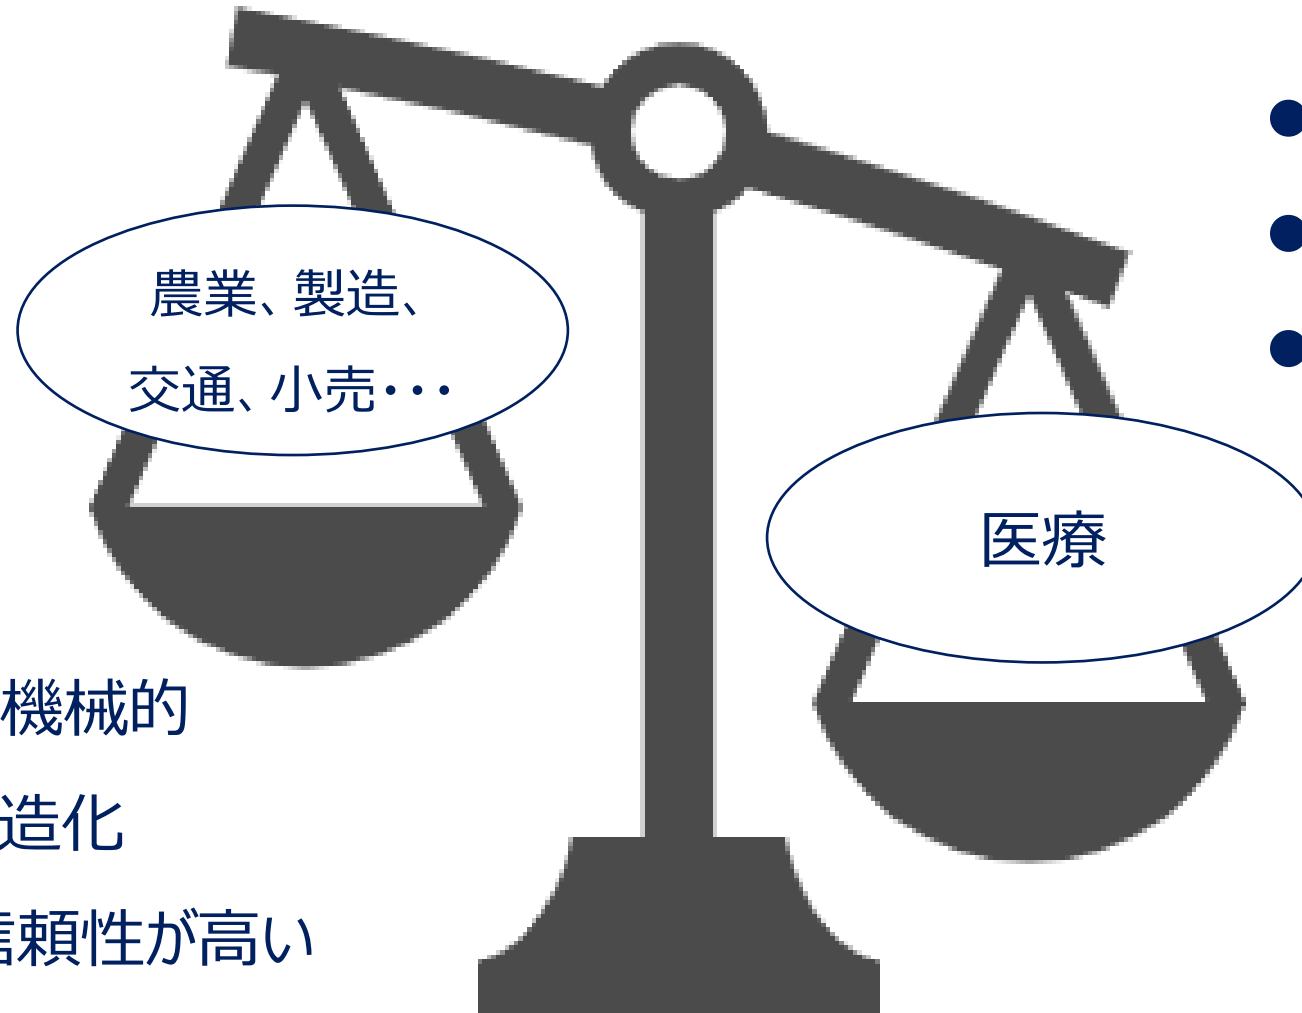 農業、製造、
交通、小売・・・
医療
機械的
造化
信頼性が高い